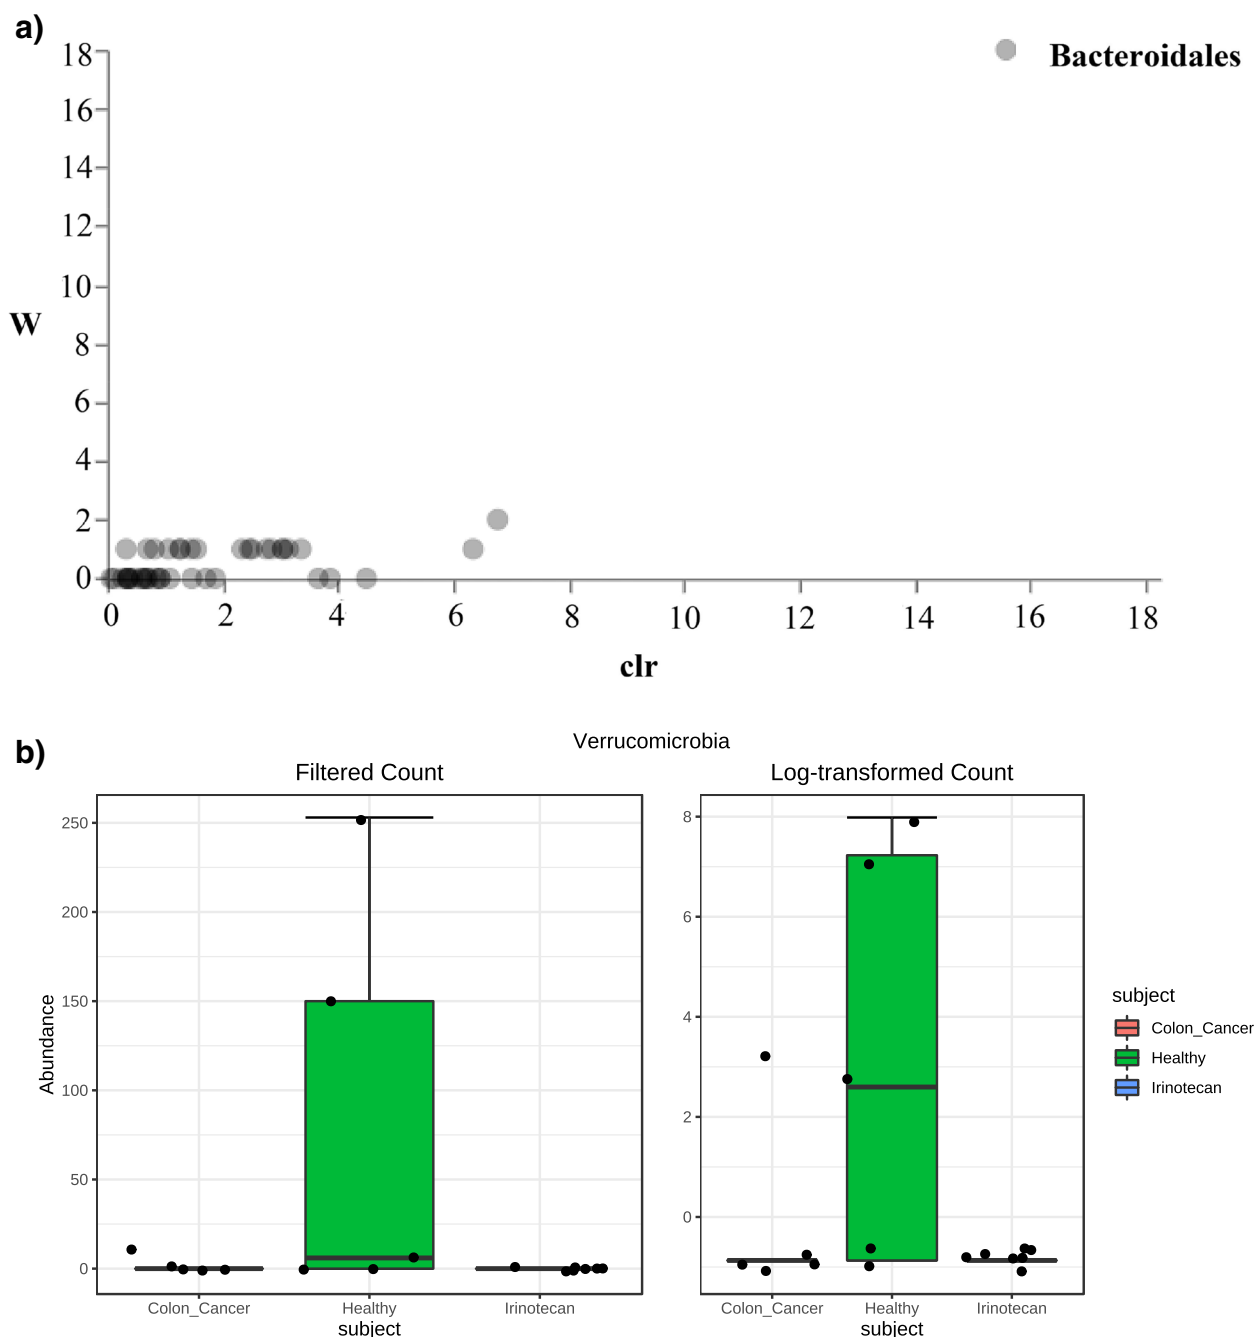 a)
Bacteroidales
18
16
14
12
10
8
6
4
2
0
W
0 2 4 6 8 10 12 14 16 18
clr
b)
Verrucomicrobia
Filtered Count
Log-transformed Count
250
200
150
100
50
0
Abundance
Colon_Cancer Healthy Irinotecan
subject
8
6
4
2
0
Colon_Cancer Healthy Irinotecan
subject
subject
Colon_Cancer
Healthy
Irinotecan